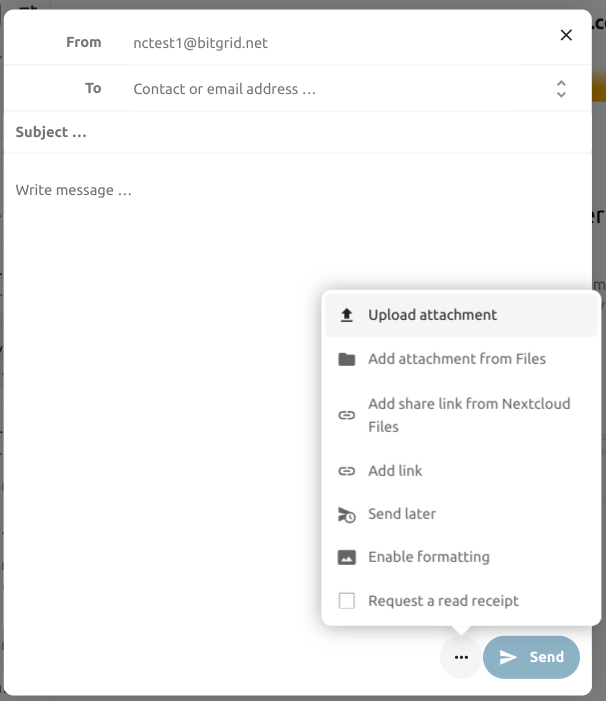 From nctest1@bitgrid.net
To Contact or email address …
Subject …
Write message …
Upload attachment
Add attachment from Files
Add share link from Nextcloud
Files
Add link
Send later
Enable formatting
Request a read receipt
Send